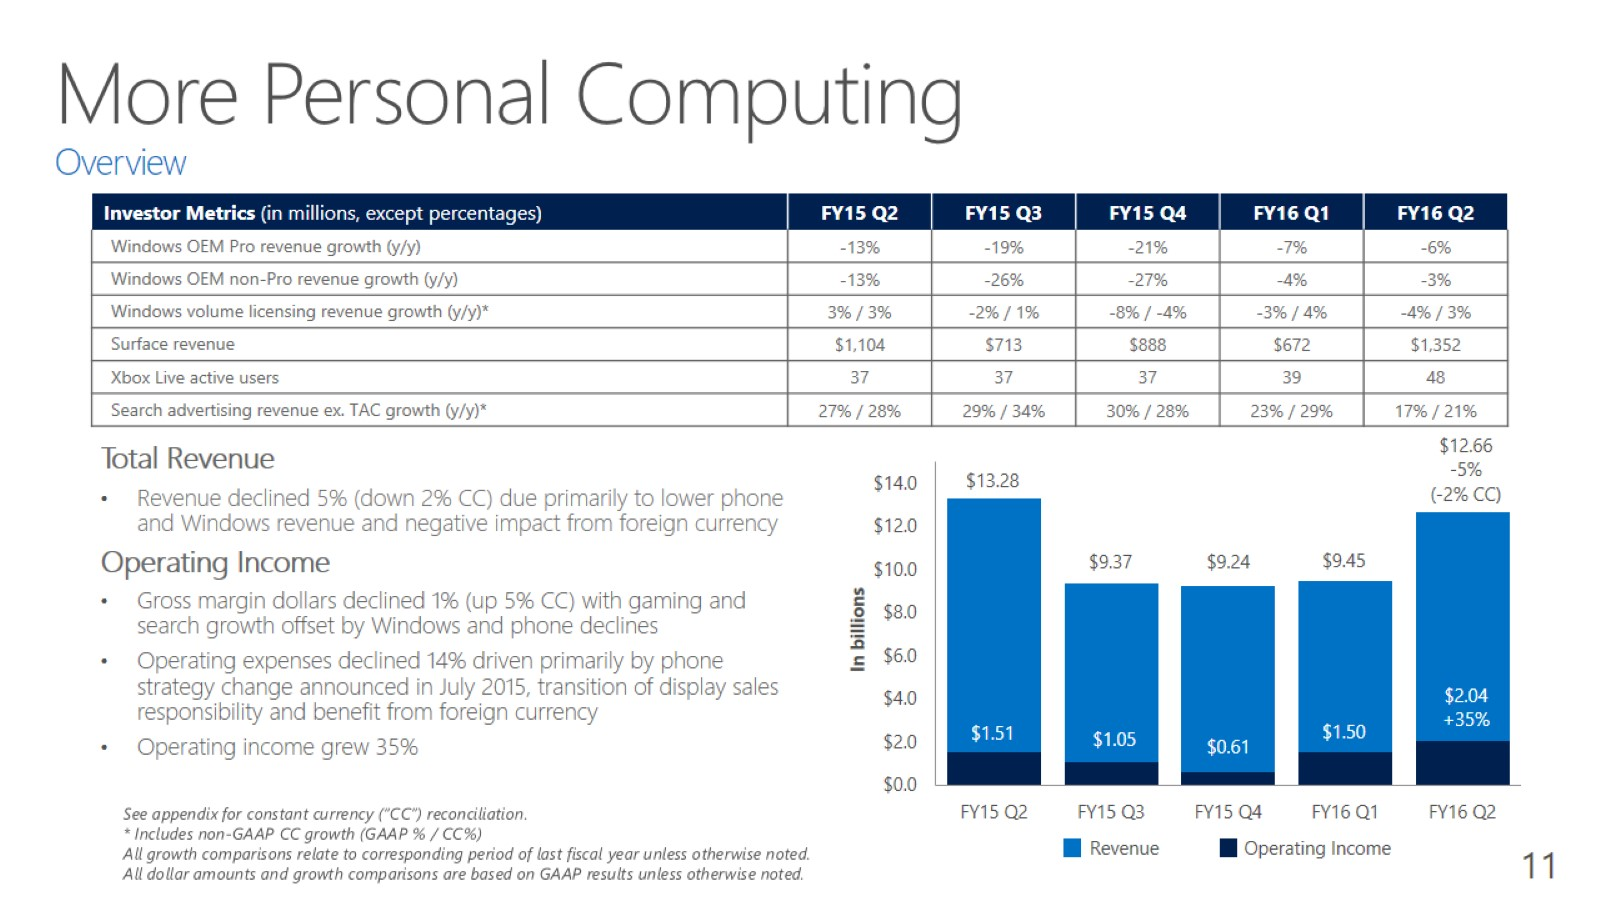 More Personal Computing
Overview
Investor Metrics (in millions, except percentages) FY15 Q2 FY15 Q3 FY15 Q4 FY16 Q1 FY16 Q2
Windows OEM Pro revenue growth (y/y) -13% -19% -21% -7% -6%
Windows OEM non-Pro revenue growth (y/y) -13% -26% -27% -4% -3%
Windows volume licensing revenue growth (y/y)* 3% / 3% -2% / 1% -8% / -4% -3% / 4% -4% / 3%
Surface revenue $1,104 $713 $888 $672 $1,352
Xbox Live active users 37 37 37 39 48
Search advertising revenue ex. TAC growth (y/y)* 27% / 28% 29% / 34% 30% / 28% 23% / 29% 17% / 21%
Total Revenue
• Revenue declined 5% (down 2% CC) due primarily to lower phone
and Windows revenue and negative impact from foreign currency
Operating Income
• Gross margin dollars declined 1% (up 5% CC) with gaming and
search growth offset by Windows and phone declines
• Operating expenses declined 14% driven primarily by phone
strategy change announced in July 2015, transition of display sales
responsibility and benefit from foreign currency
• Operating income grew 35%
See appendix for constant currency ("CC") reconciliation.
* Includes non-GAAP CC growth (GAAP % / CC%)
All growth comparisons relate to corresponding period of last fiscal year unless otherwise noted.
All dollar amounts and growth comparisons are based on GAAP results unless otherwise noted.
In billions
$14.0
$12.0
$10.0
$8.0
$6.0
$4.0
$2.0
$0.0
$13.28
$9.37
$9.24
$9.45
$12.66
-5%
(-2% CC)
$1.51
$1.05
$0.61
$1.50
$2.04
+35%
FY15 Q2 FY15 Q3 FY15 Q4 FY16 Q1 FY16 Q2
Revenue Operating Income
11